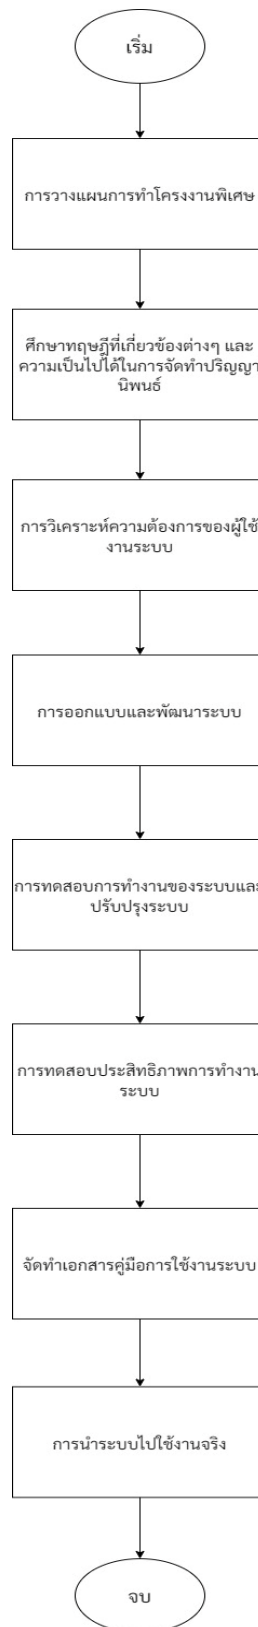 เริ่ม
การวางแผนการทำโครงงานพิเศษ
ศึกษาทฤษฎีที่เกี่ยวข้องต่างๆ และ
ความเป็นไปได้ในการจัดทำปริญญา
นิพนธ์
การวิเคราะห์ความต้องการของผู้ใช้
งานระบบ
การออกแบบและพัฒนาระบบ
การทดสอบการทำงานของระบบและ
ปรับปรุงระบบ
การทดสอบประสิทธิภาพการทำงาน
ระบบ
จัดทำเอกสารคู่มือการใช้งานระบบ
การนำระบบไปใช้งานจริง
จบ